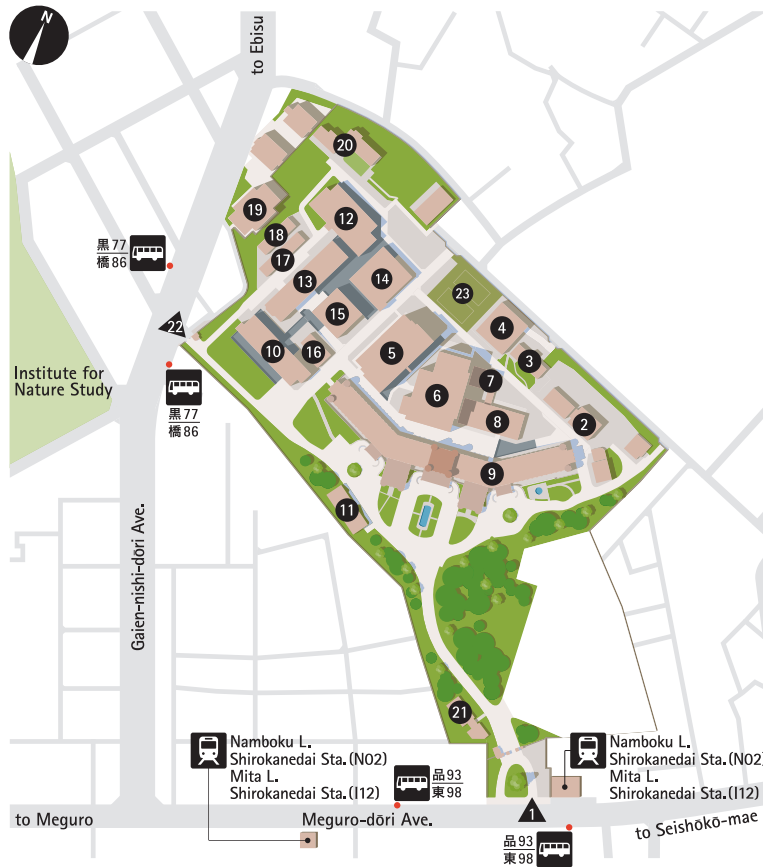 N
to Ebisu
20
19
12
18
黒77
橋86
17
13
14
23
15
4
22
10
16
5
3
7
Institute for
Nature Study
6
黒77
橋86
8
2
9
11
Gaien-nishi-dōri Ave.
21
Namboku L.
Shirokanedai Sta.(N02)
Mita L.
Shirokanedai Sta.(I12)
Namboku L.
Shirokanedai Sta.(N02)
Mita L.
Shirokanedai Sta.(I12)
品93
東98
to Meguro
Meguro-dōri Ave.
1
to Seishōkō-mae
品93
東98